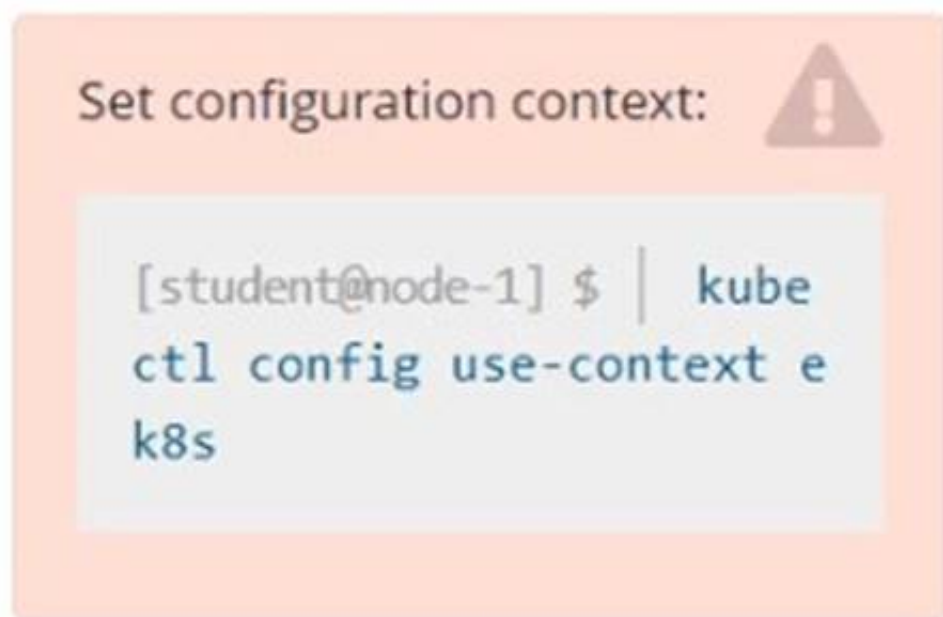 Set configuration context:
[student@node-1] $ | kube
ctl config use-context e
k8s